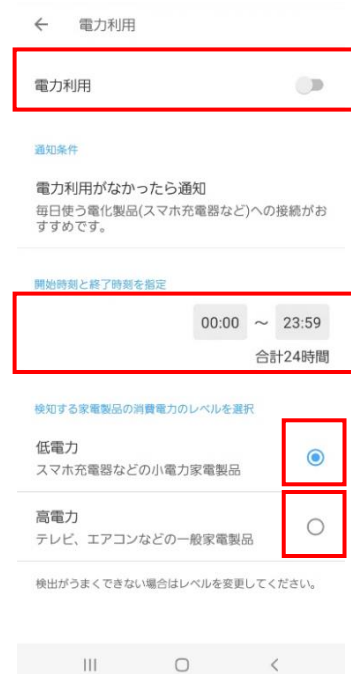 電力利用
電力利用
通知条件
電力利用がなかったら通知
毎日使う電化製品(スマホ充電器など)への接続がお
すすめです。
開始時刻と終了時刻を指定
00:00 ～ 23:59
合計24時間
検知する家電製品の消費電力のレベルを選択
低電力
スマホ充電器などの小電力家電製品
高電力
テレビ、エアコンなどの一般家電製品
検出がうまくできない場合はレベルを変更してください。